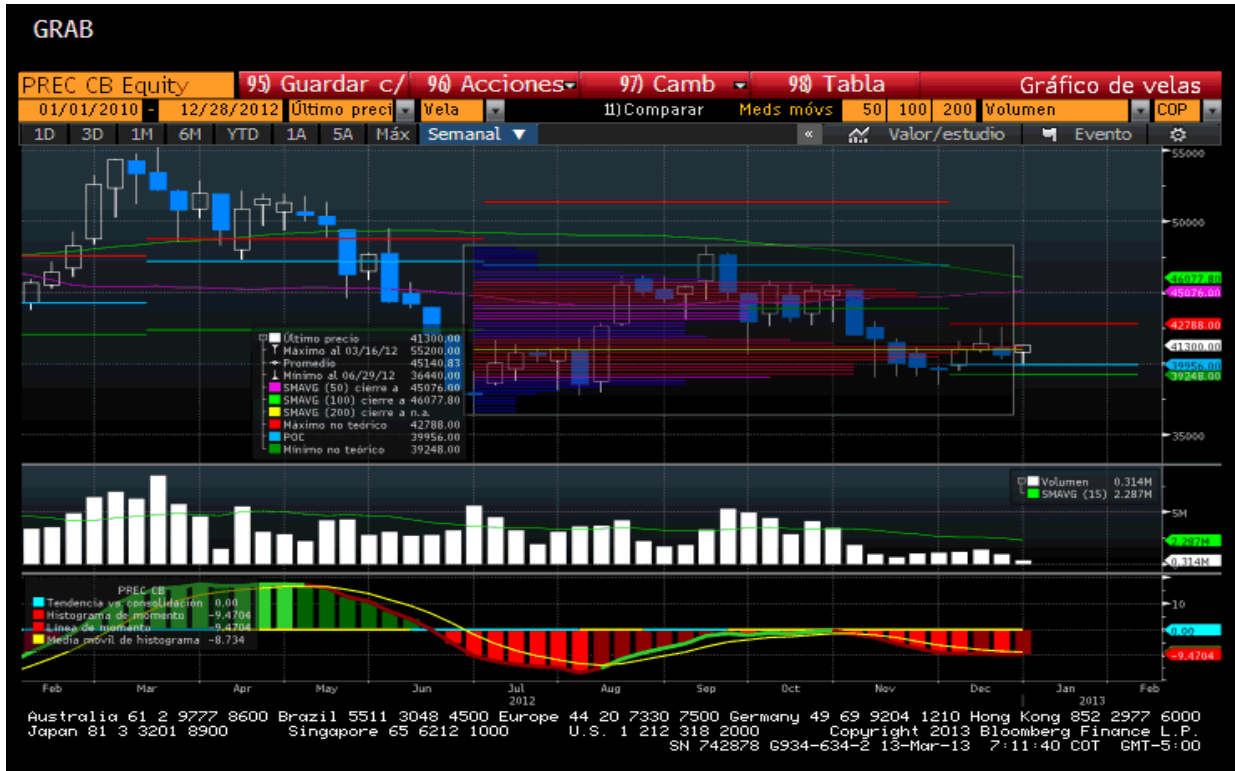 GRAB
PREC CB Equity 95) Guardar c/ 96) Acciones 97) Camb 98) Tabla Gráfico de velas
01/01/2010 - 12/28/2012 Último preci Vela 11) Comparar Meds móvs 50 100 200 Volumen COP
1D 3D 1M 6M YTD 1A 5A Máx Semanal ▼ « Valor/estudio Evento
55000
50000
46077.80
45076.00
42788.00
41300.00
39956.00
39248.00
35000
Último precio 41300.00
Máximo al 03/16/12 55200.00
Promedio 45140.83
Mínimo al 06/29/12 36440.00
SMAVG (50) cierre a 45076.00
SMAVG (100) cierre a 46077.80
SMAVG (200) cierre a n.a.
Máximo no teórico 42788.00
POC 39956.00
Mínimo no teórico 39248.00
Volumen 0.314M
SMAVG (15) 2.287M
5M
2.287M
0.314M
PREC CB
Tendencia vs. consolidación 0.00
Histograma de momento -9.4704
Línea de momento -9.4704
Media móvil de histograma -8.734
10
0.00
-9.4704
Feb Mar Apr May Jun Jul Aug Sep Oct Nov Dec Jan Feb
2012 2013
Australia 61 2 9777 8600 Brazil 5511 3048 4500 Europe 44 20 7330 7500 Germany 49 69 9204 1210 Hong Kong 852 2977 6000
Japan 81 3 3201 8900 Singapore 65 6212 1000 U.S. 1 212 318 2000 Copyright 2013 Bloomberg Finance L.P.
SN 742878 G934-634-2 13-Mar-13 7:11:40 COT GMT-5:00